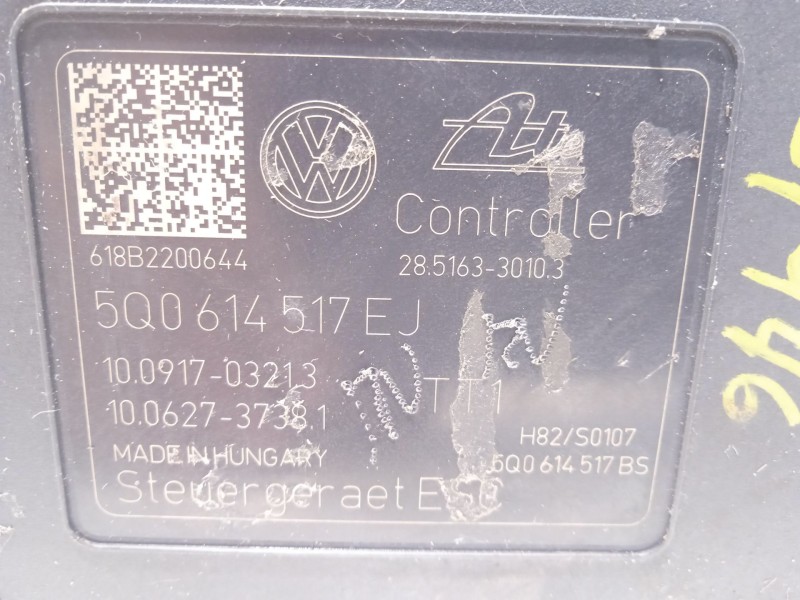 618B2200644
Controller
28.5163-3010.3
5Q0 614 517 EJ
10.0917-03213
10.0627-3738.1
TT1
H82/S0107
MADE IN HUNGARY
5Q0 614 517 BS
Steuergeraet